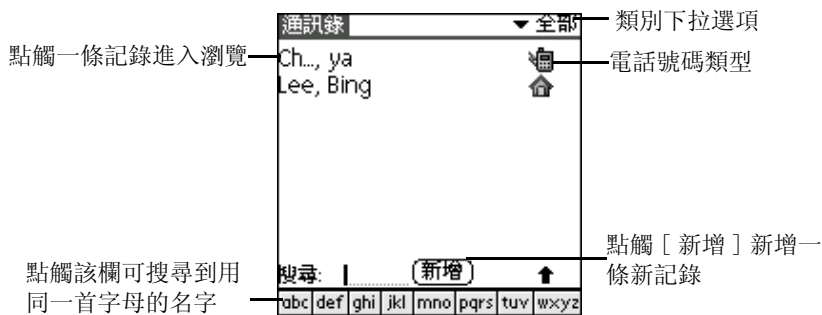 通訊錄
全部
類別下拉選項
點觸一條記錄進入瀏覽
Ch..., ya
電話號碼類型
Lee, Bing
點觸［新增］新增一
條新記錄
點觸該欄可搜尋到用
同一首字母的名字
搜尋:
新增
abc def ghi jkl mno pqrs tuv wxyz